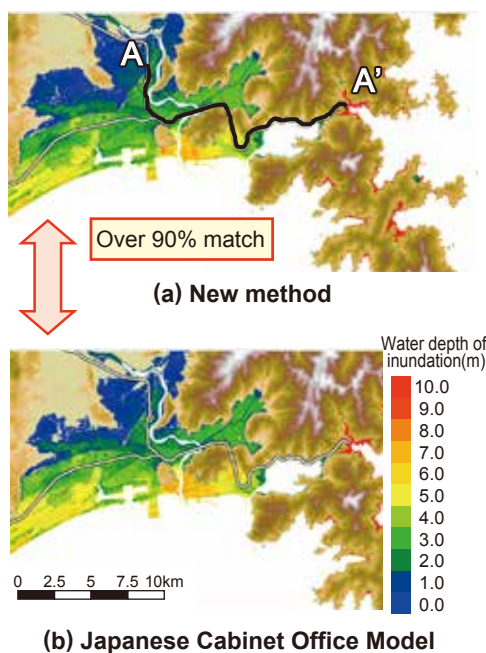 A
A'
Over 90% match
(a) New method
Water depth of
inundation(m)
10.0
9.0
8.0
7.0
6.0
5.0
4.0
3.0
2.0
1.0
0.0
0 2.5 5 7.5 10km
(b) Japanese Cabinet Office Model